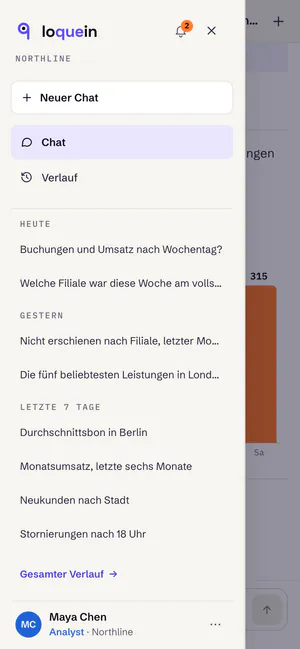 loquein
2
n...
NORTHLINE
Neuer Chat
Chat
Verlauf
ngen
HEUTE
Buchungen und Umsatz nach Wochentag?
Welche Filiale war diese Woche am volls...
315
GESTERN
Nicht erschienen nach Filiale, letzter Mo...
Die fünf beliebtesten Leistungen in Lond...
LETZTE 7 TAGE
Durchschnittsbon in Berlin
Sa
Monatsumsatz, letzte sechs Monate
Neukunden nach Stadt
Stornierungen nach 18 Uhr
Gesamter Verlauf →
MC
Maya Chen
Analyst · Northline